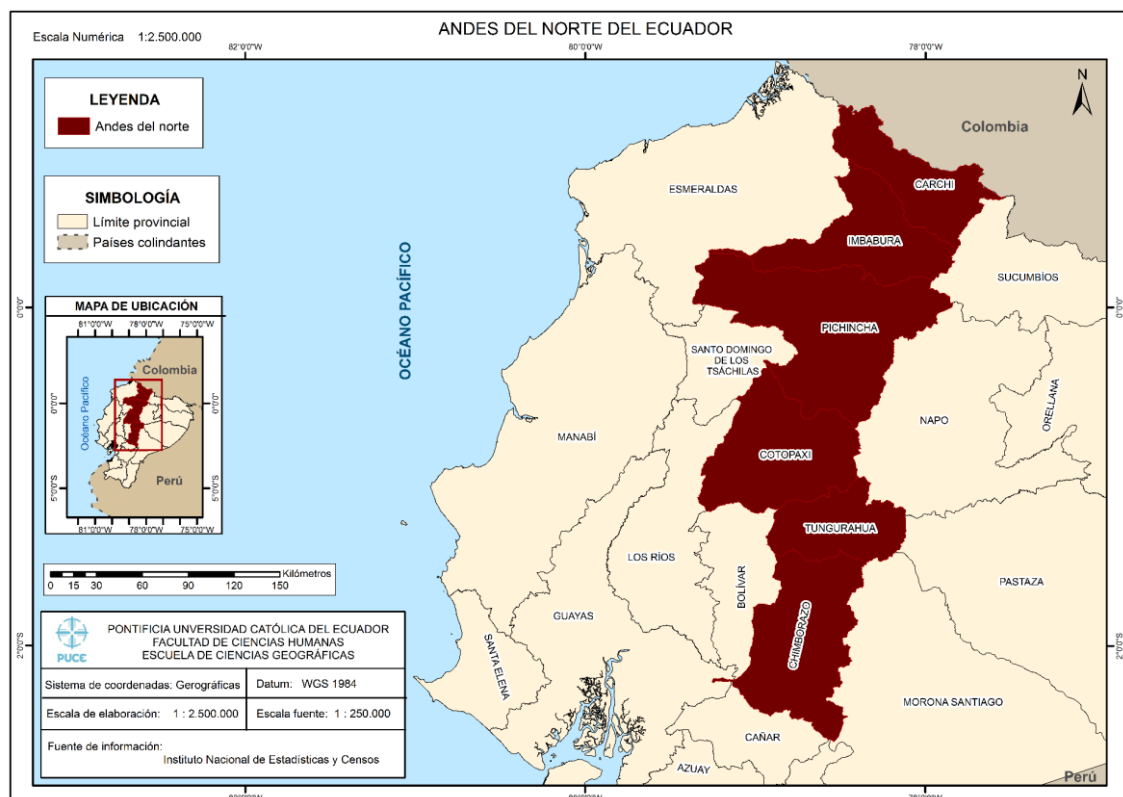 ANDES DEL NORTE DEL ECUADOR
Escala Numérica 1:2.500.000
82°0'0"W 80°0'0"W 78°0'0"W
N
LEYENDA
Andes del norte
SIMBOLOGÍA
Límite provincial
Países colindantes
MAPA DE UBICACIÓN
81°0'0"W 78°0'0"W 75°0'0"W
Colombia
Océano Pacífico
0°0'0"
0°0'0"
Perú
5°0'0"S
5°0'0"S
81°0'0"W 78°0'0"W 75°0'0"W
Kilómetros
0 15 30 60 90 120 150
PUCE
PONTIFICIA UNVERSIDAD CATÓLICA DEL ECUADOR
FACULTAD DE CIENCIAS HUMANAS
ESCUELA DE CIENCIAS GEOGRÁFICAS
Sistema de coordenadas: Gerográficas
Datum: WGS 1984
Escala de elaboración: 1 : 2.500.000
Escala fuente: 1 : 250.000
Fuente de información:
Instituto Nacional de Estadísticas y Censos
0°0'0"
2°0'0"S
OCÉANO PACÍFICO
Colombia
ESMERALDAS
CARCHI
IMBABURA
SUCUMBÍOS
0°0'0"
PICHINCHA
SANTO DOMINGO
DE LOS
TSÁCHILAS
ORELLANA
NAPO
MANABÍ
COTOPAXI
TUNGURAHUA
LOS RÍOS
BOLÍVAR
PASTAZA
GUAYAS
CHIMBORAZO
SANTA ELENA
2°0'0"S
MORONA SANTIAGO
CAÑAR
AZUAY
Perú